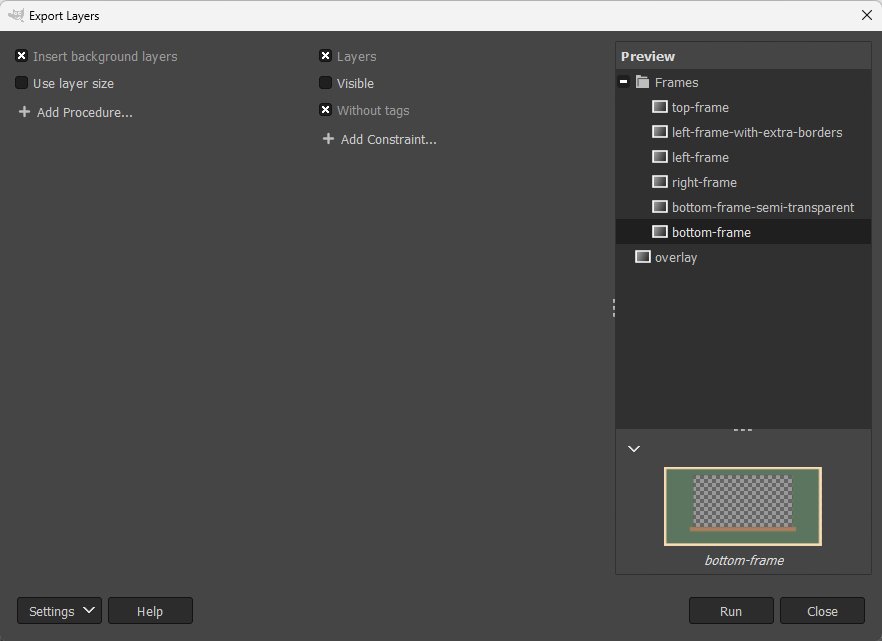 Export Layers
Insert background layers
Use layer size
Add Procedure...
Layers
Visible
Without tags
Add Constraint...
Preview
Frames
top-frame
left-frame-with-extra-borders
left-frame
right-frame
bottom-frame-semi-transparent
bottom-frame
overlay
bottom-frame
Settings
Help
Run
Close